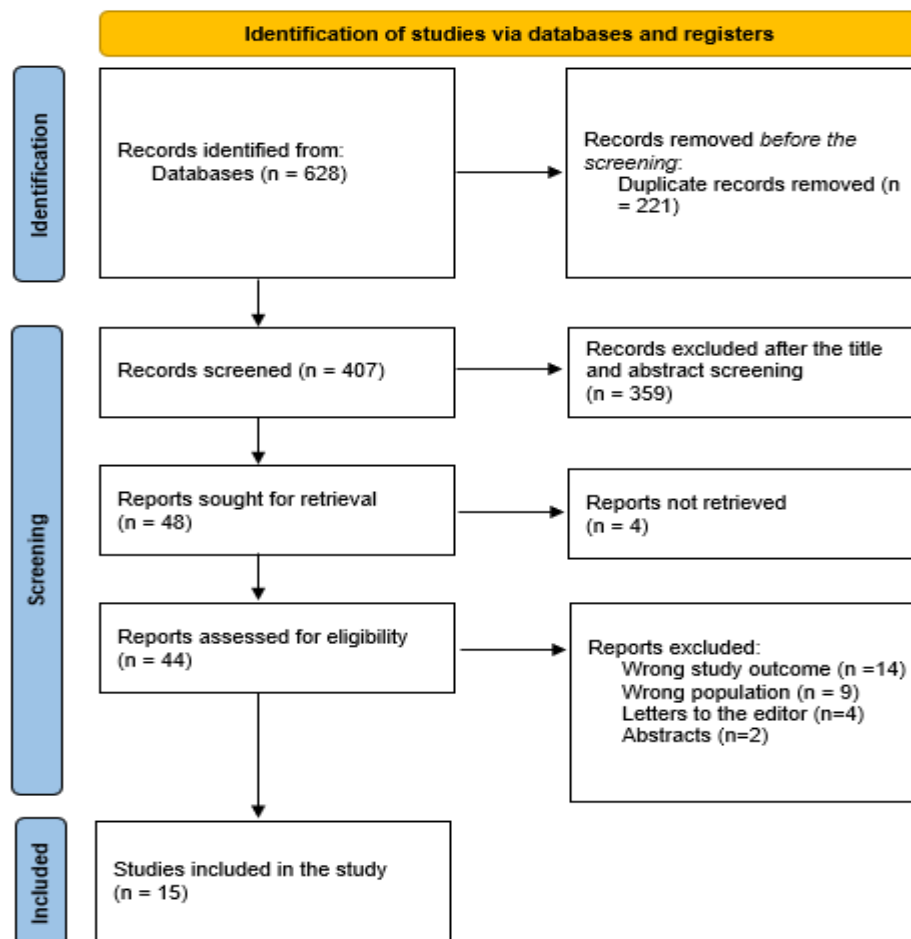 Identification of studies via databases and registers
Identification
Records identified from:
Databases (n = 628)
Records removed before the
screening:
Duplicate records removed (n
= 221)
Screening
Records screened (n = 407)
Records excluded after the title
and abstract screening
(n = 359)
Reports sought for retrieval
(n = 48)
Reports not retrieved
(n = 4)
Reports assessed for eligibility
(n = 44)
Reports excluded:
Wrong study outcome (n =14)
Wrong population (n = 9)
Letters to the editor (n=4)
Abstracts (n=2)
Included
Studies included in the study
(n = 15)